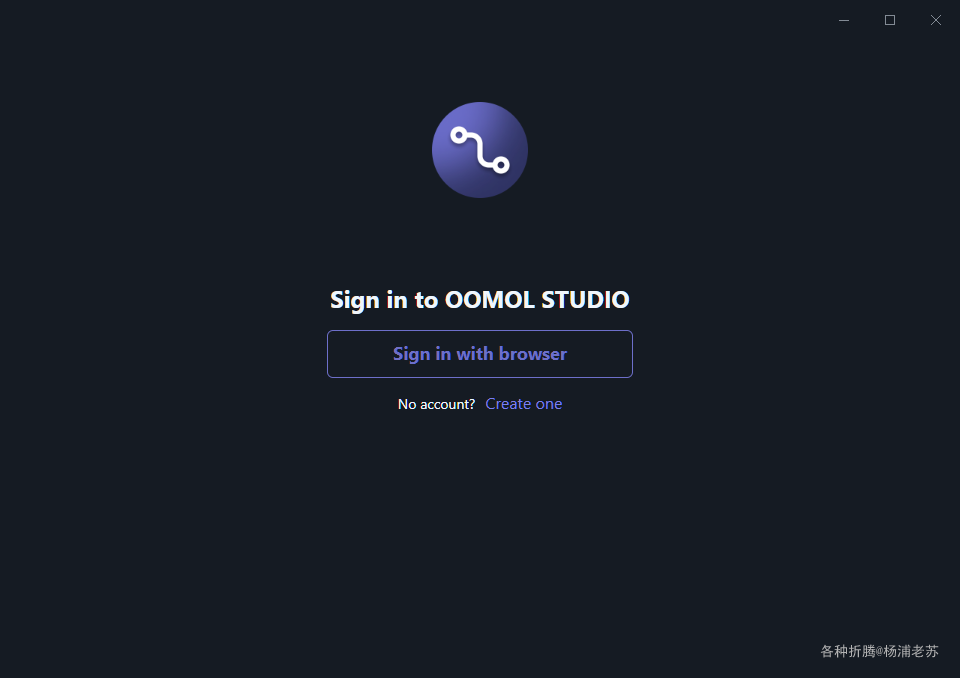 Sign in to OOMOL STUDIO
Sign in with browser
No account? Create one
各种折腾@杨浦老苏